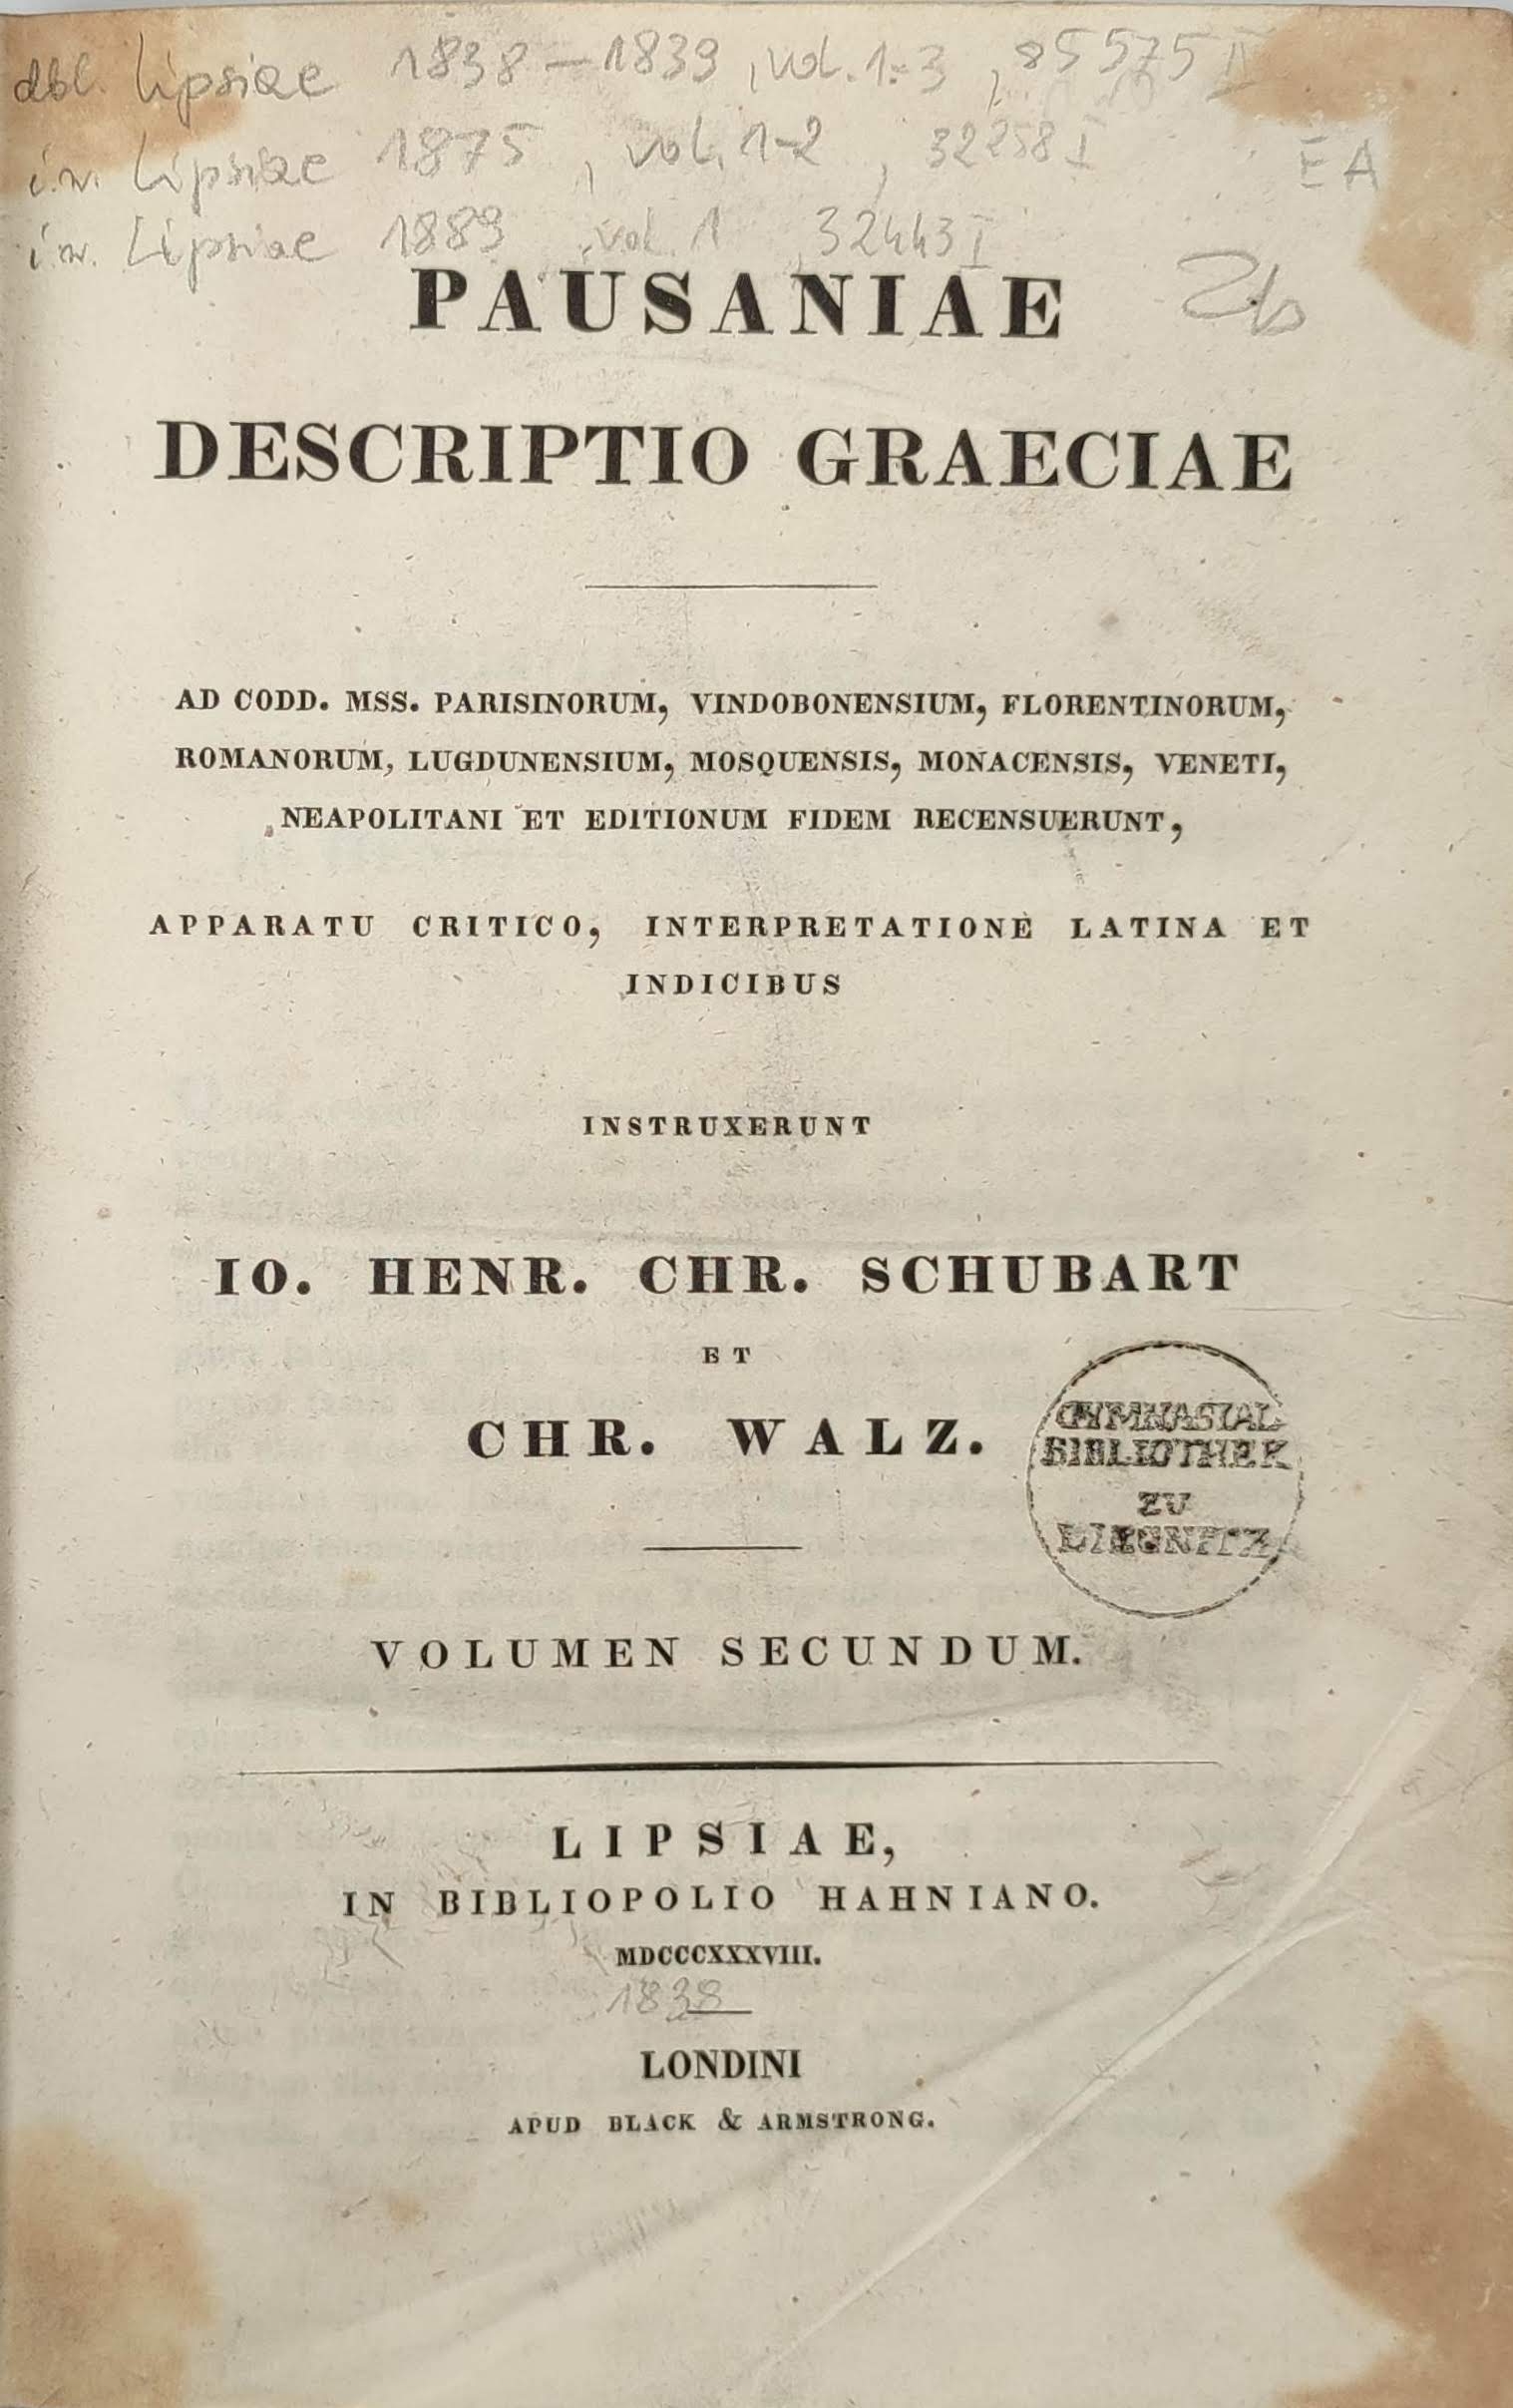 dbl. Lipsiae 1838–1839, vol. 1-3, 85575 II
i.w. Lipsiae 1875, vol. 1-2, 32258 I
EA
i.w. Lipsiae 1889, vol. 1, 32443 I
PAUSANIAE
DESCRIPTIO GRAECIAE
AD CODD. MSS. PARISINORUM, VINDOBONENSIUM, FLORENTINORUM,
ROMANORUM, LUGDUNENSIUM, MOSQUENSIS, MONACENSIS, VENETI,
NEAPOLITANI ET EDITIONUM FIDEM RECENSUERUNT,
APPARATU CRITICO, INTERPRETATIONE LATINA ET
INDICIBUS
INSTRUXERUNT
IO. HENR. CHR. SCHUBART
ET
CHR. WALZ.
GYMNASIAL
BIBLIOTHEK
ZU
LIEGNITZ
VOLUMEN SECUNDUM.
LIPSIAE,
IN BIBLIOPOLIO HAHNIANO.
MDCCCXXXVIII.
1838
LONDINI
APUD BLACK & ARMSTRONG.